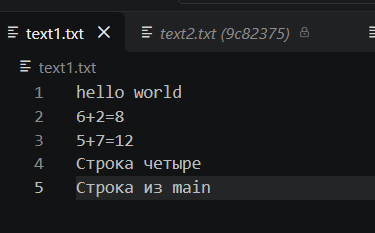 text1.txt text2.txt (9c82375)
text1.txt
1 hello world
2 6+2=8
3 5+7=12
4 Строка четыре
5 Строка из main